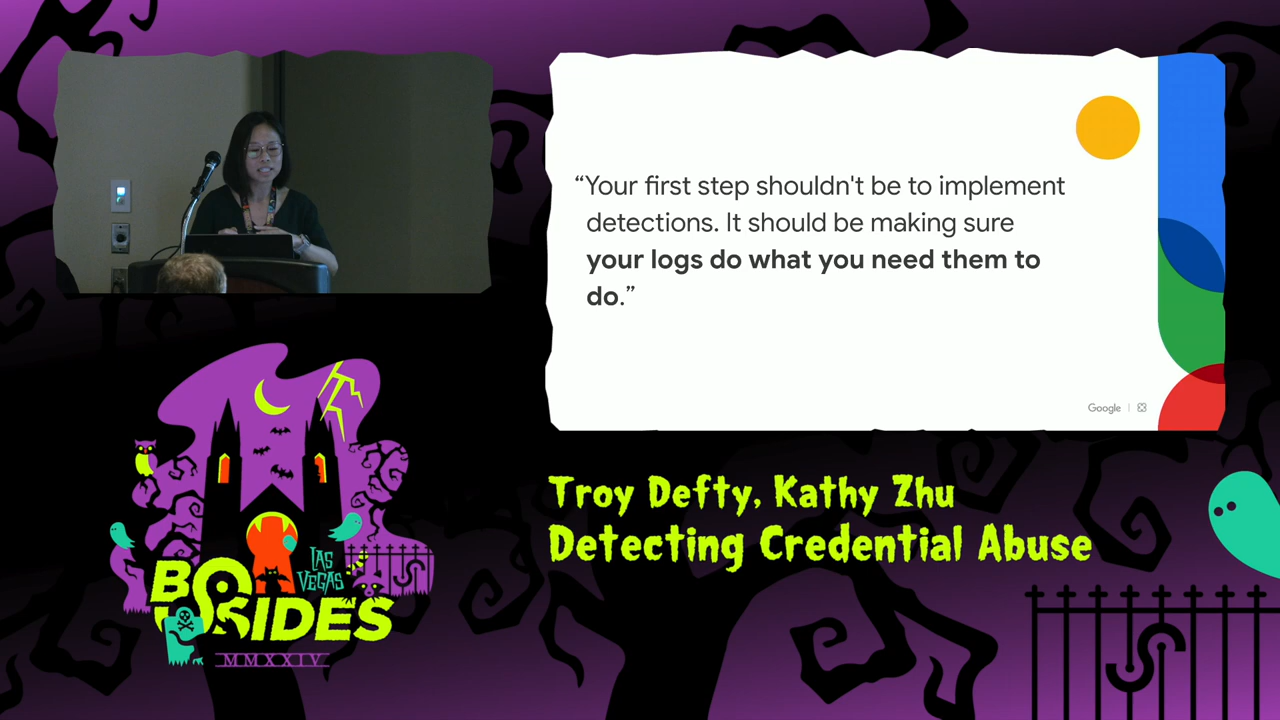 “Your first step shouldn't be to implement
detections. It should be making sure
your logs do what you need them to
do.”
Google
Troy Defty, Kathy Zhu
Detecting Credential Abuse
LAS
VEGAS
BSIDES
MMXXIV